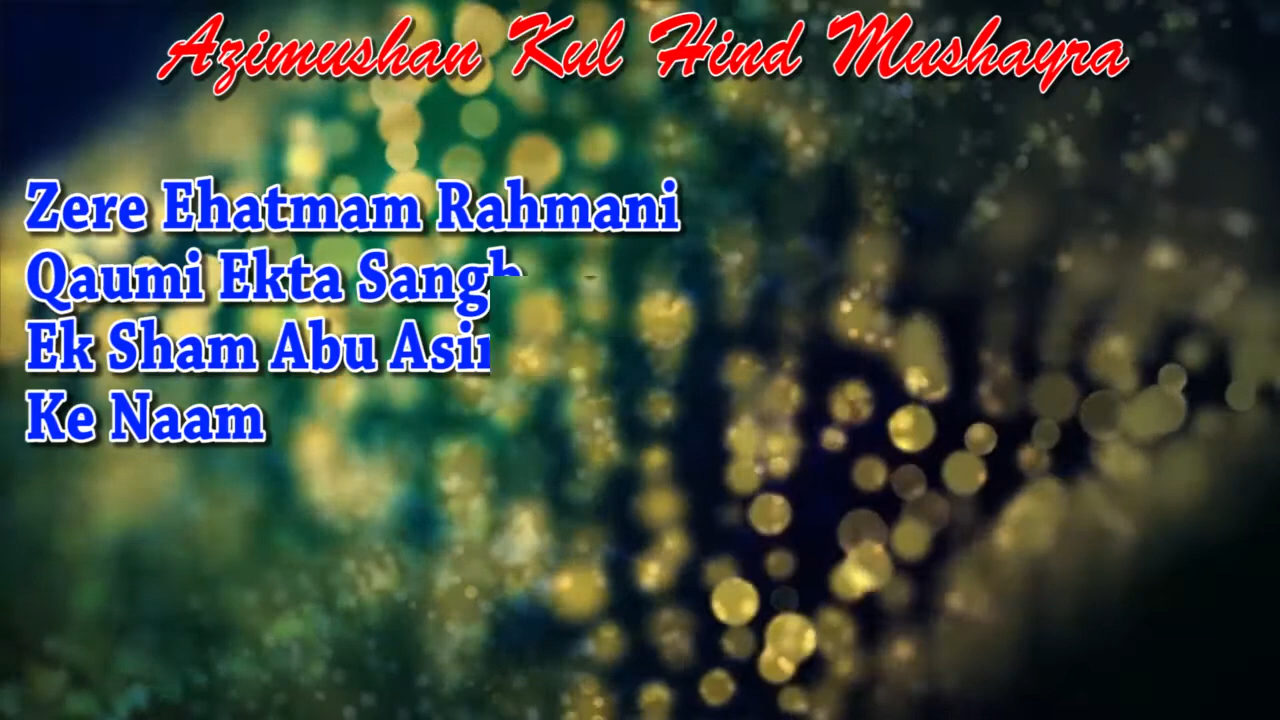 Azimushan Kul Hind Mushayra
Zere Ehatmam Rahmani
Qaumi Ekta Sangh
Ek Sham Abu
Ke Naam